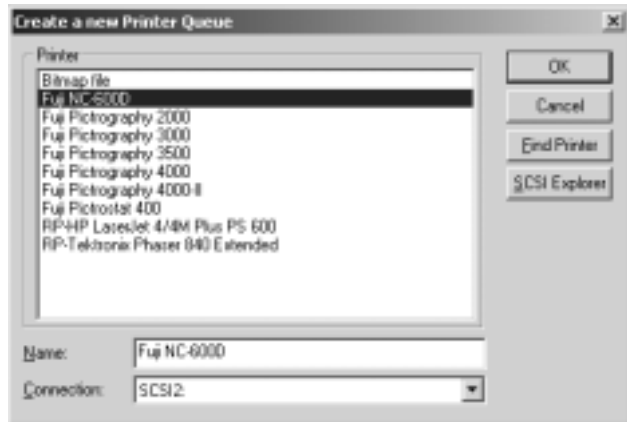 Create a new Printer Queue
Printer
Bitmap file
Fuji NC-600D
Fuji Pictrography 2000
Fuji Pictrography 3000
Fuji Pictrography 3500
Fuji Pictrography 4000
Fuji Pictrography 4000-II
Fuji Pictrostat 400
RP-HP LaserJet 4/4M Plus PS 600
RP-Tektronix Phaser 840 Extended
OK
Cancel
Find Printer
SCSI Explorer
Name: Fuji NC-600D
Connection: SCSI2: